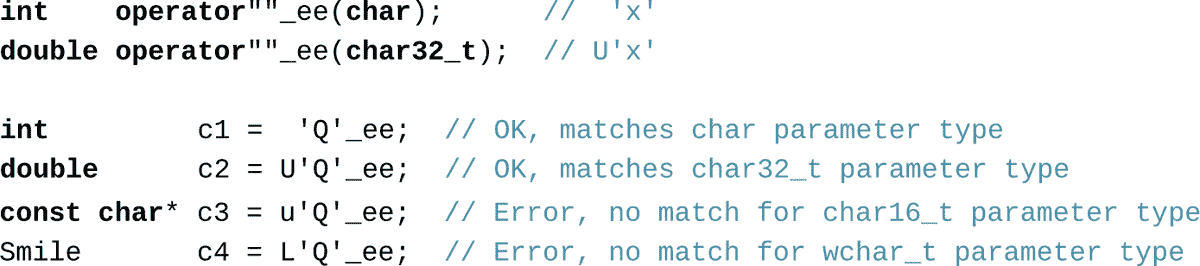 int    operator""_ee(char);      //  'x'
double operator""_ee(char32_t);  // U'x'
int       c1 =  'Q'_ee;  // OK, matches char parameter type
double      c2 = U'Q'_ee;  // OK, matches char32_t parameter type
const char* c3 = u'Q'_ee;  // Error, no match for char16_t parameter type
Smile       c4 = L'Q'_ee;  // Error, no match for wchar_t parameter type